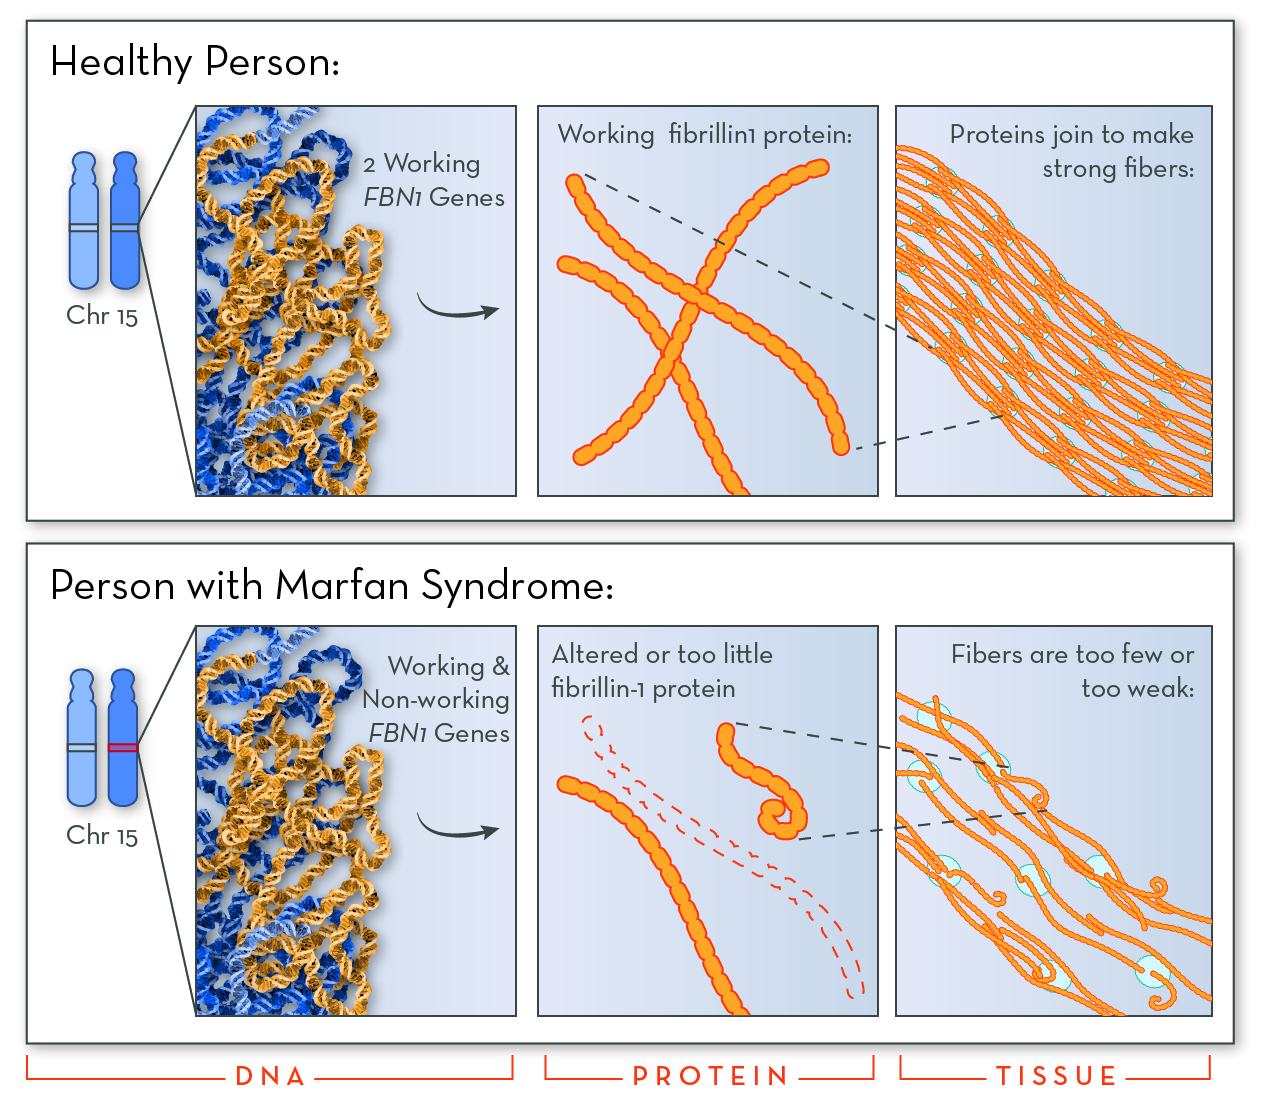 Healthy Person:
Chr 15
2 Working
FBN1 Genes
Working fibrillin1 protein:
Proteins join to make
strong fibers:
Person with Marfan Syndrome:
Chr 15
Working &
Non-working
FBN1 Genes
Altered or too little
fibrillin-1 protein
Fibers are too few or
too weak:
DNA
PROTEIN
TISSUE